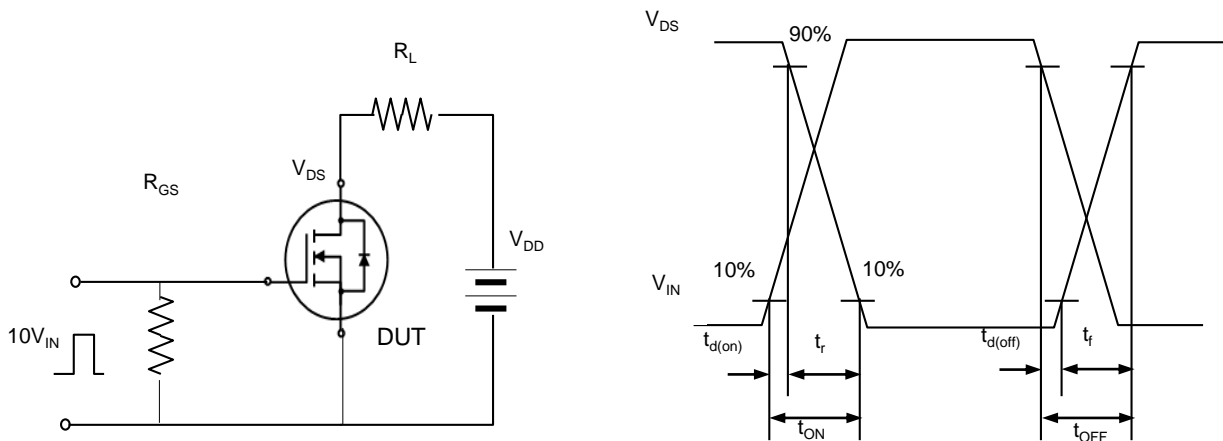 R_L
R_GS
V_DS
V_DD
10V_IN
DUT
V_DS
90%
10%
10%
V_IN
t_d(on)
t_r
t_d(off)
t_f
t_ON
t_OFF